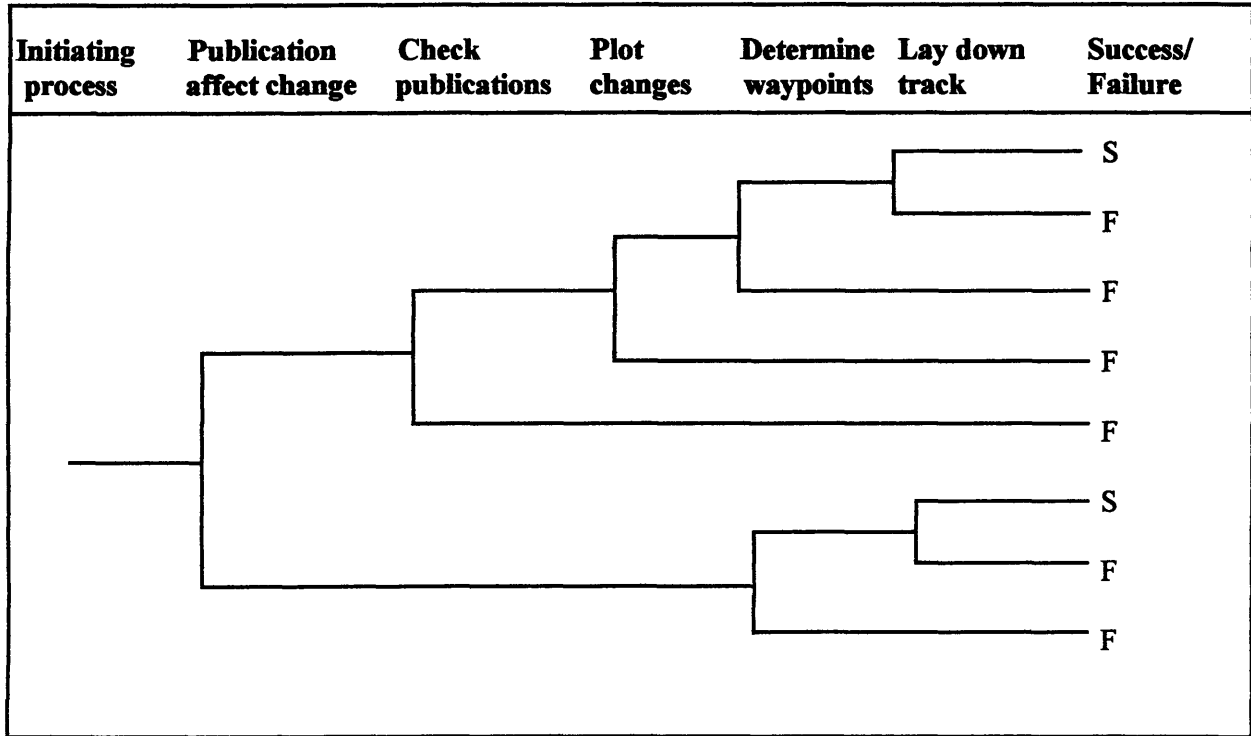 Initiating process
Publication affect change
Check publications
Plot changes
Determine waypoints
Lay down track
Success/ Failure
S
F
F
F
F
S
F
F